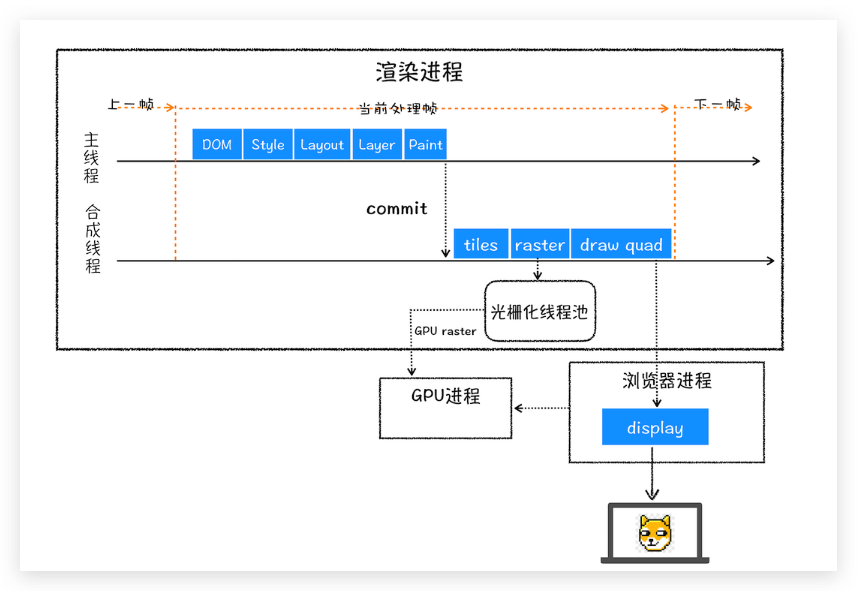 渲染进程
上一帧
当前处理帧
下一帧
主线程
DOM
Style
Layout
Layer
Paint
commit
合成线程
tiles
raster
draw quad
光栅化线程池
GPU raster
GPU进程
浏览器进程
display